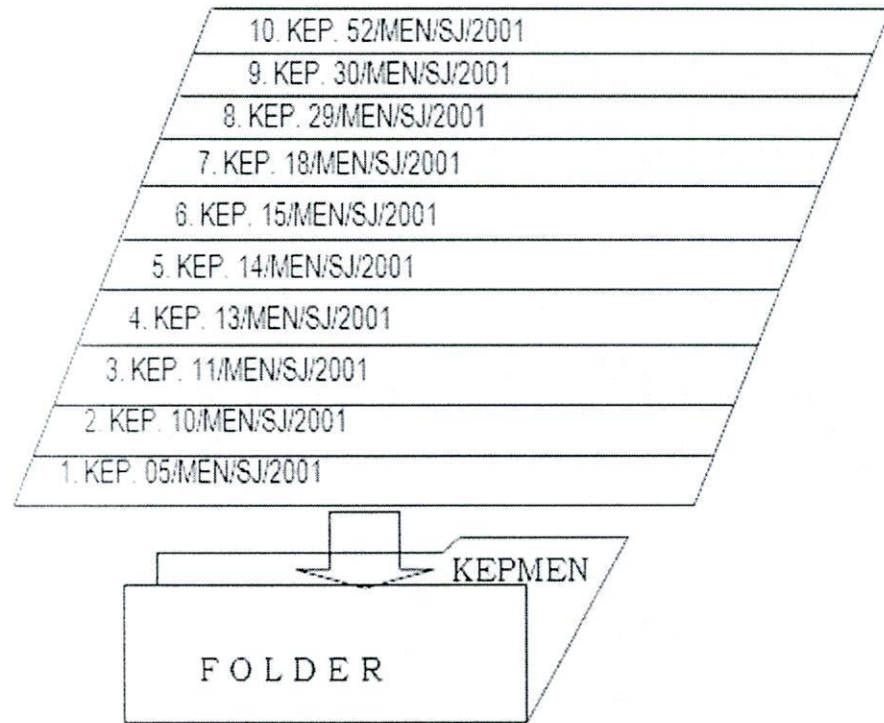 10. KEP. 52/MEN/SJ/2001
9. KEP. 30/MEN/SJ/2001
8. KEP. 29/MEN/SJ/2001
7. KEP. 18/MEN/SJ/2001
6. KEP. 15/MEN/SJ/2001
5. KEP. 14/MEN/SJ/2001
4. KEP. 13/MEN/SJ/2001
3. KEP. 11/MEN/SJ/2001
2. KEP. 10/MEN/SJ/2001
1. KEP. 05/MEN/SJ/2001
KEPMEN
FOLDER